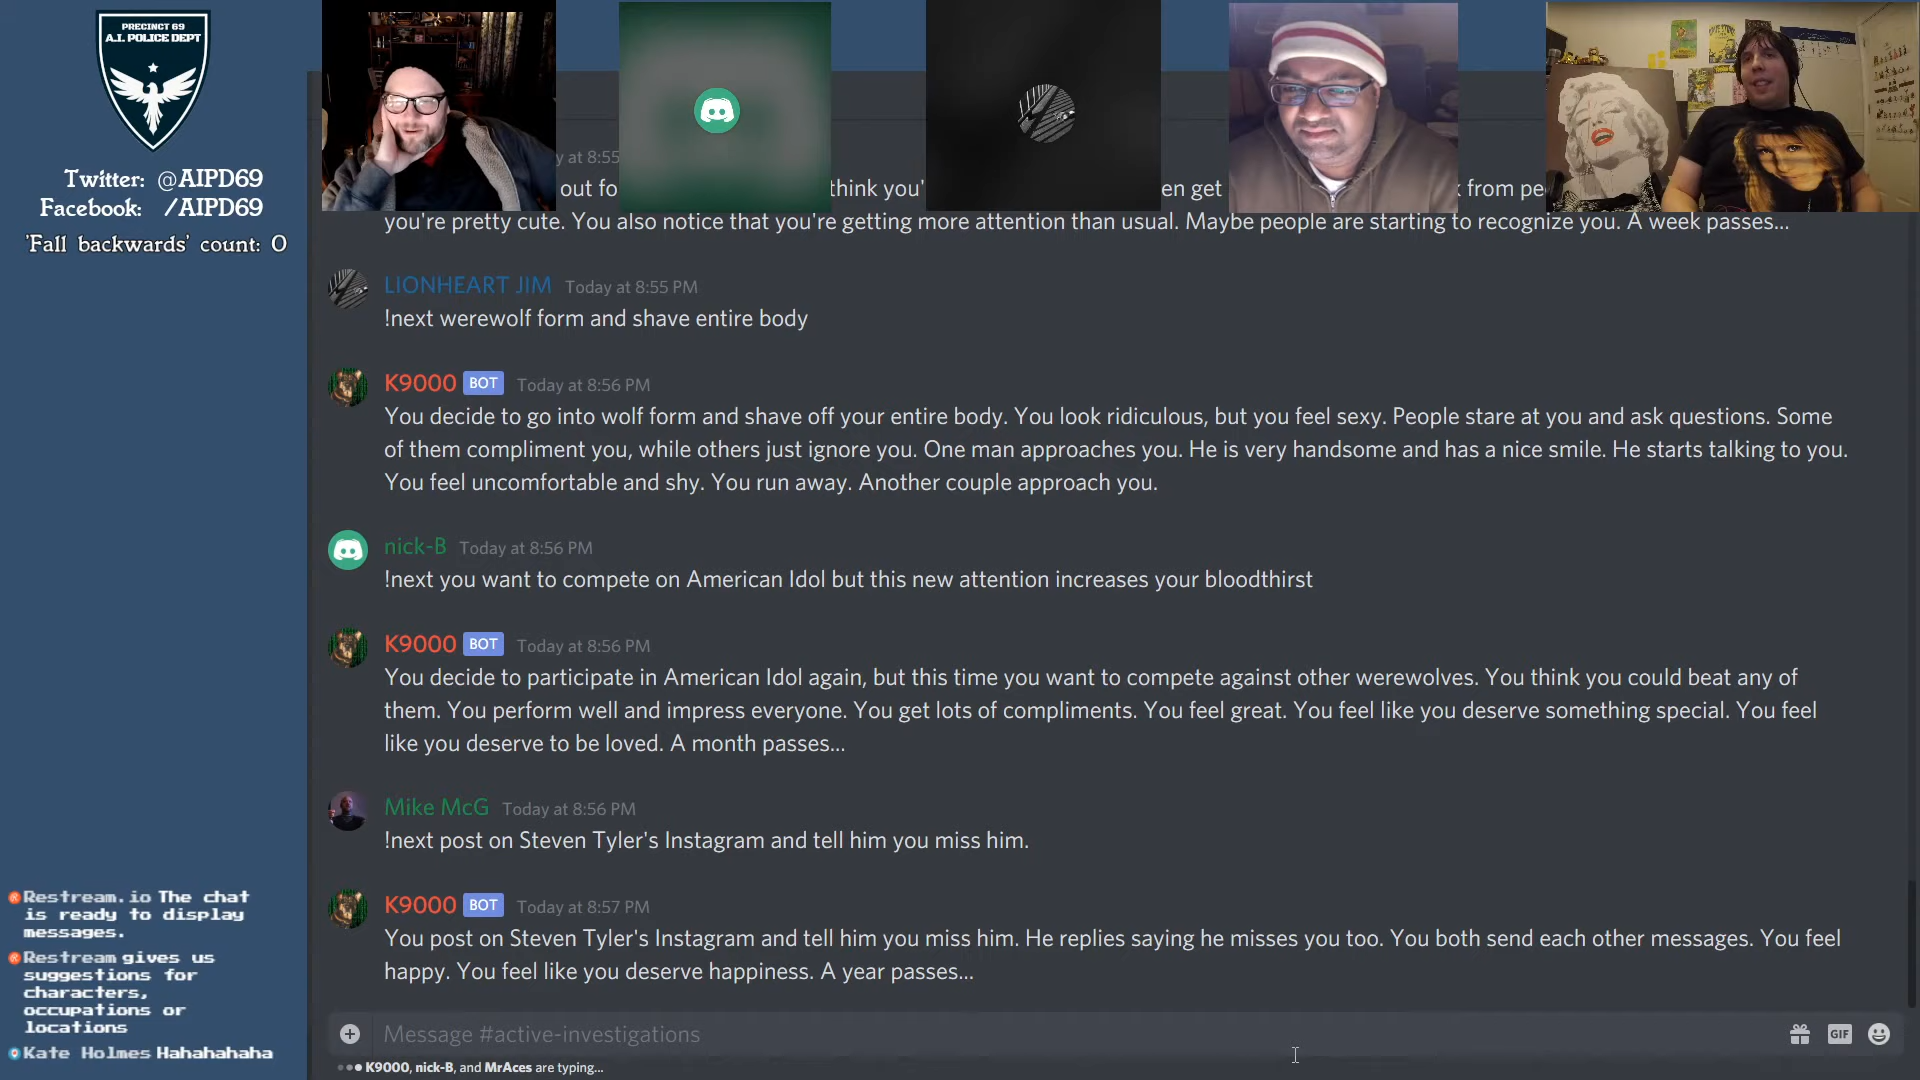 PRECINCT 69
A.I. POLICE DEPT
Twitter: @AIPD69
Facebook: /AIPD69
'Fall backwards' count: 0
y at 8:55
out fo think you' en get from pe
you're pretty cute. You also notice that you're getting more attention than usual. Maybe people are starting to recognize you. A week passes...
LIONHEART JIM Today at 8:55 PM
!next werewolf form and shave entire body
K9000 BOT Today at 8:56 PM
You decide to go into wolf form and shave off your entire body. You look ridiculous, but you feel sexy. People stare at you and ask questions. Some
of them compliment you, while others just ignore you. One man approaches you. He is very handsome and has a nice smile. He starts talking to you.
You feel uncomfortable and shy. You run away. Another couple approach you.
nick-B Today at 8:56 PM
!next you want to compete on American Idol but this new attention increases your bloodthirst
K9000 BOT Today at 8:56 PM
You decide to participate in American Idol again, but this time you want to compete against other werewolves. You think you could beat any of
them. You perform well and impress everyone. You get lots of compliments. You feel great. You feel like you deserve something special. You feel
like you deserve to be loved. A month passes...
Mike McG Today at 8:56 PM
!next post on Steven Tyler's Instagram and tell him you miss him.
K9000 BOT Today at 8:57 PM
You post on Steven Tyler's Instagram and tell him you miss him. He replies saying he misses you too. You both send each other messages. You feel
happy. You feel like you deserve happiness. A year passes...
Message #active-investigations
GIF
K9000, nick-B, and MrAces are typing...
Restream.io The chat
is ready to display
messages.
Restream gives us
suggestions for
characters,
occupations or
locations
Kate Holmes Hahahahaha